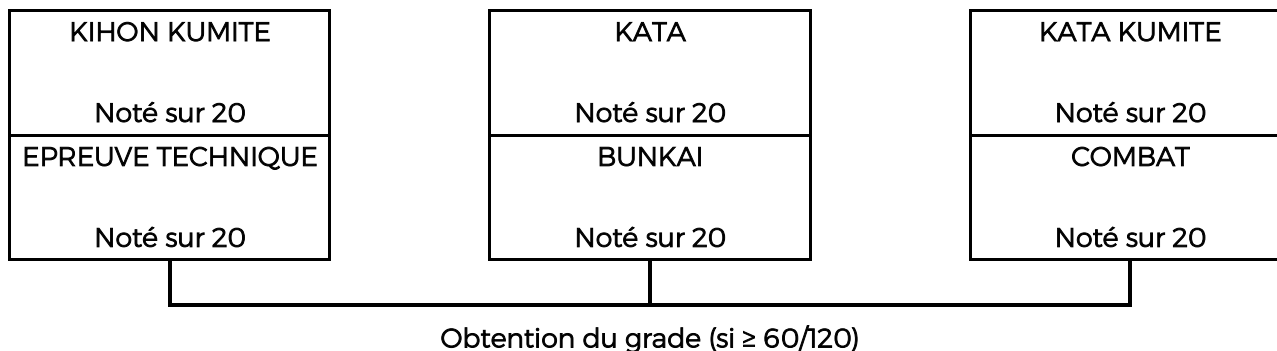 KIHON KUMITE
Noté sur 20
EPREUVE TECHNIQUE
Noté sur 20
KATA
Noté sur 20
BUNKAI
Noté sur 20
KATA KUMITE
Noté sur 20
COMBAT
Noté sur 20
Obtention du grade (si ≥ 60/120)